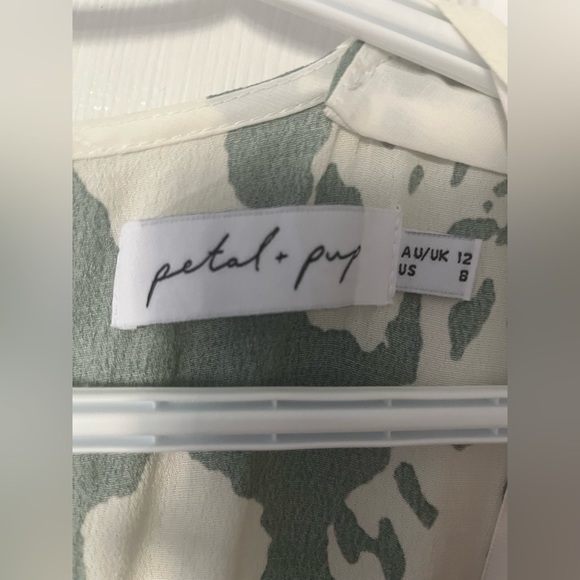 petal + pup
AU/UK 12
US 8